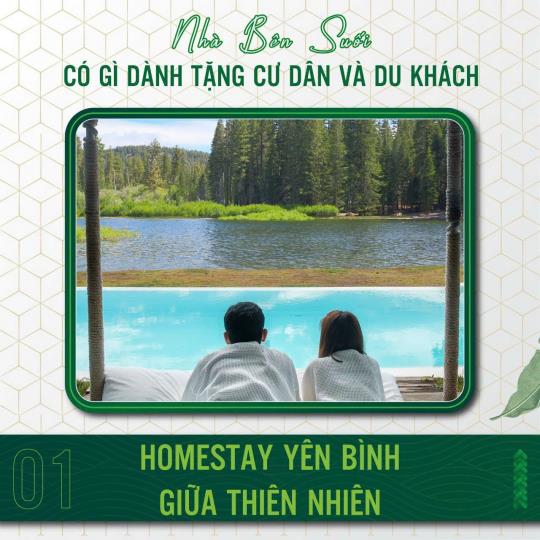 Nhà Bên Suối
CÓ GÌ DÀNH TẶNG CƯ DÂN VÀ DU KHÁCH
01
HOMESTAY YÊN BÌNH
GIỮA THIÊN NHIÊN